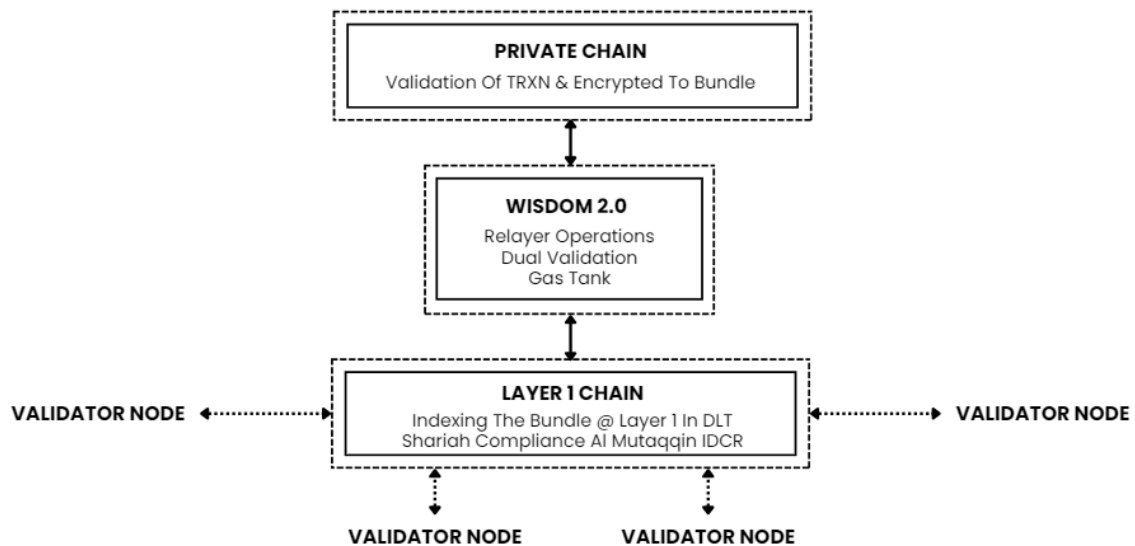 PRIVATE CHAIN
Validation Of TRXN & Encrypted To Bundle
WISDOM 2.0
Relayer Operations
Dual Validation
Gas Tank
LAYER 1 CHAIN
Indexing The Bundle @ Layer 1 In DLT
Shariah Compliance Al Mutaqqin IDCR
VALIDATOR NODE
VALIDATOR NODE
VALIDATOR NODE
VALIDATOR NODE